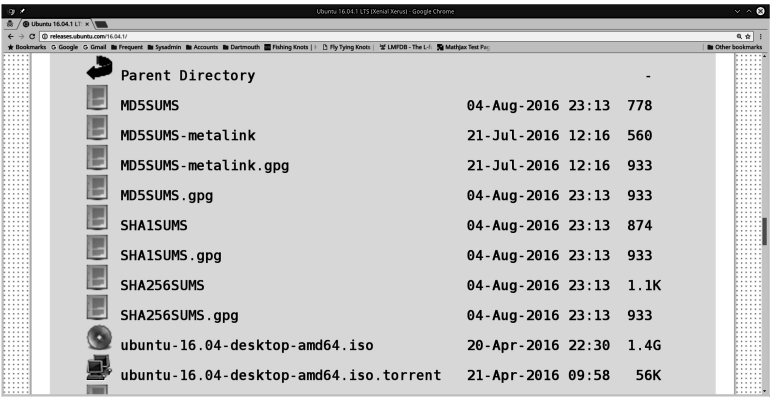 Ubuntu 16.04.1 LTS (Xenial Xerus) - Google Chrome
Ubuntu 16.04.1 LT
releases.ubuntu.com/16.04.1/
Bookmarks Google Gmail Frequent Sysadmin Accounts Dartmouth Fishing Knots | Fly Tying Knots LMFDB - The L-f Mathjax Test Pag Other bookmarks
Parent Directory -
MD5SUMS 04-Aug-2016 23:13 778
MD5SUMS-metalink 21-Jul-2016 12:16 560
MD5SUMS-metalink.gpg 21-Jul-2016 12:16 933
MD5SUMS.gpg 04-Aug-2016 23:13 933
SHA1SUMS 04-Aug-2016 23:13 874
SHA1SUMS.gpg 04-Aug-2016 23:13 933
SHA256SUMS 04-Aug-2016 23:13 1.1K
SHA256SUMS.gpg 04-Aug-2016 23:13 933
ubuntu-16.04-desktop-amd64.iso 20-Apr-2016 22:30 1.4G
ubuntu-16.04-desktop-amd64.iso.torrent 21-Apr-2016 09:58 56K